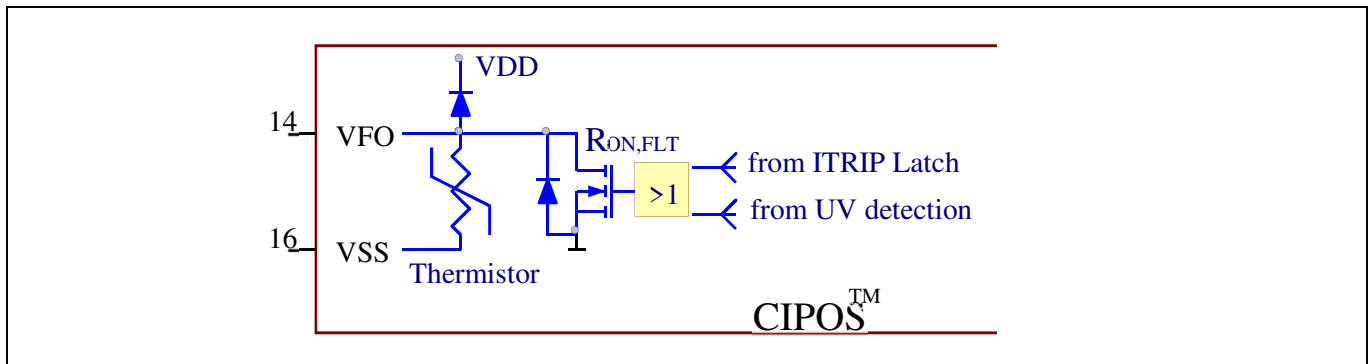 VDD
14 VFO
RON,FLT
from ITRIP Latch
>1
from UV detection
16 VSS
Thermistor
CIPOS™